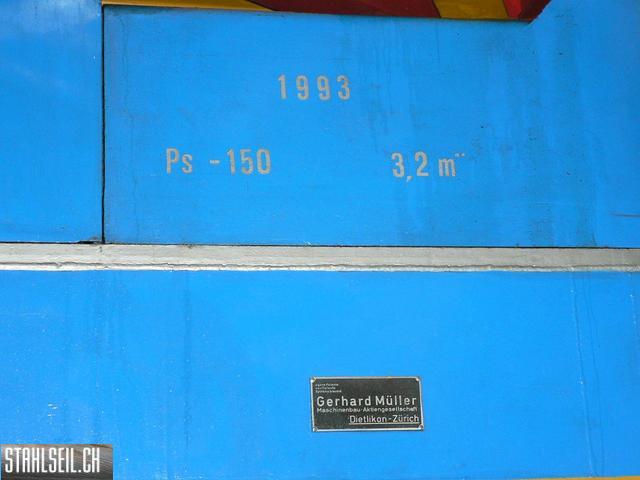 1993
Ps -150 3,2 m¨
Gerhard Müller
Maschinenbau-Aktiengesellschaft
Dietlikon-Zürich
STAHLSEIL.CH